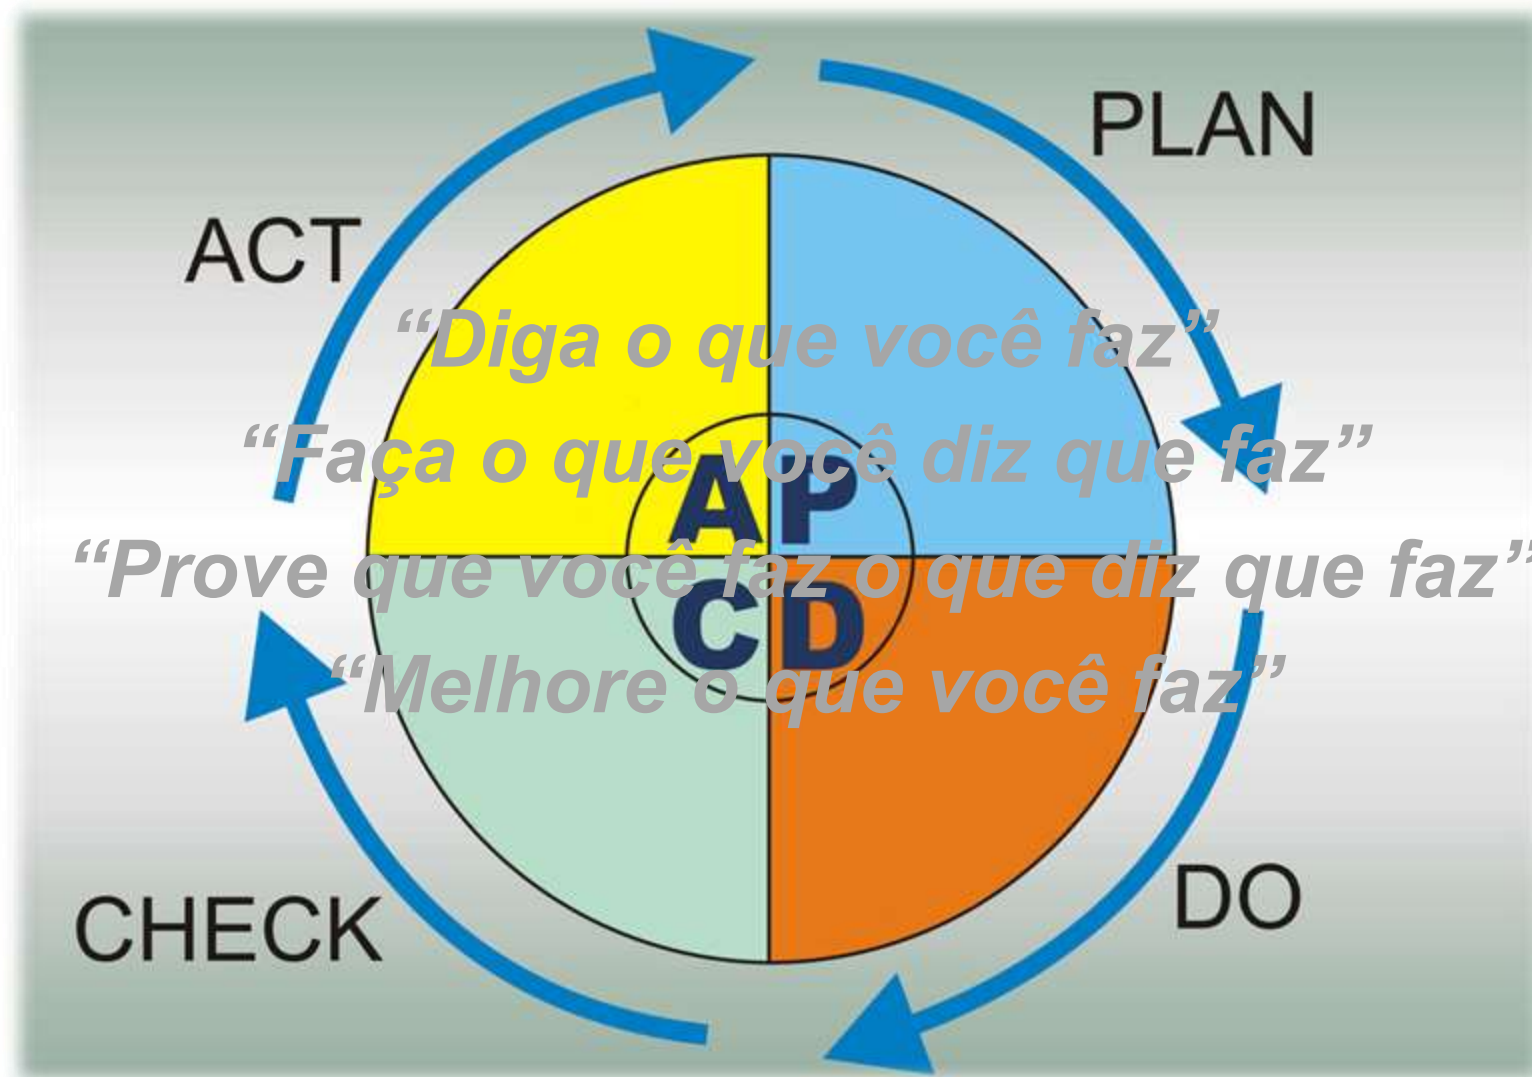 PLAN
ACT
“Diga o que você faz”
“Faça o que você diz que faz”
A P
“Prove que você faz o que diz que faz”
C D
“Melhore o que você faz”
DO
CHECK